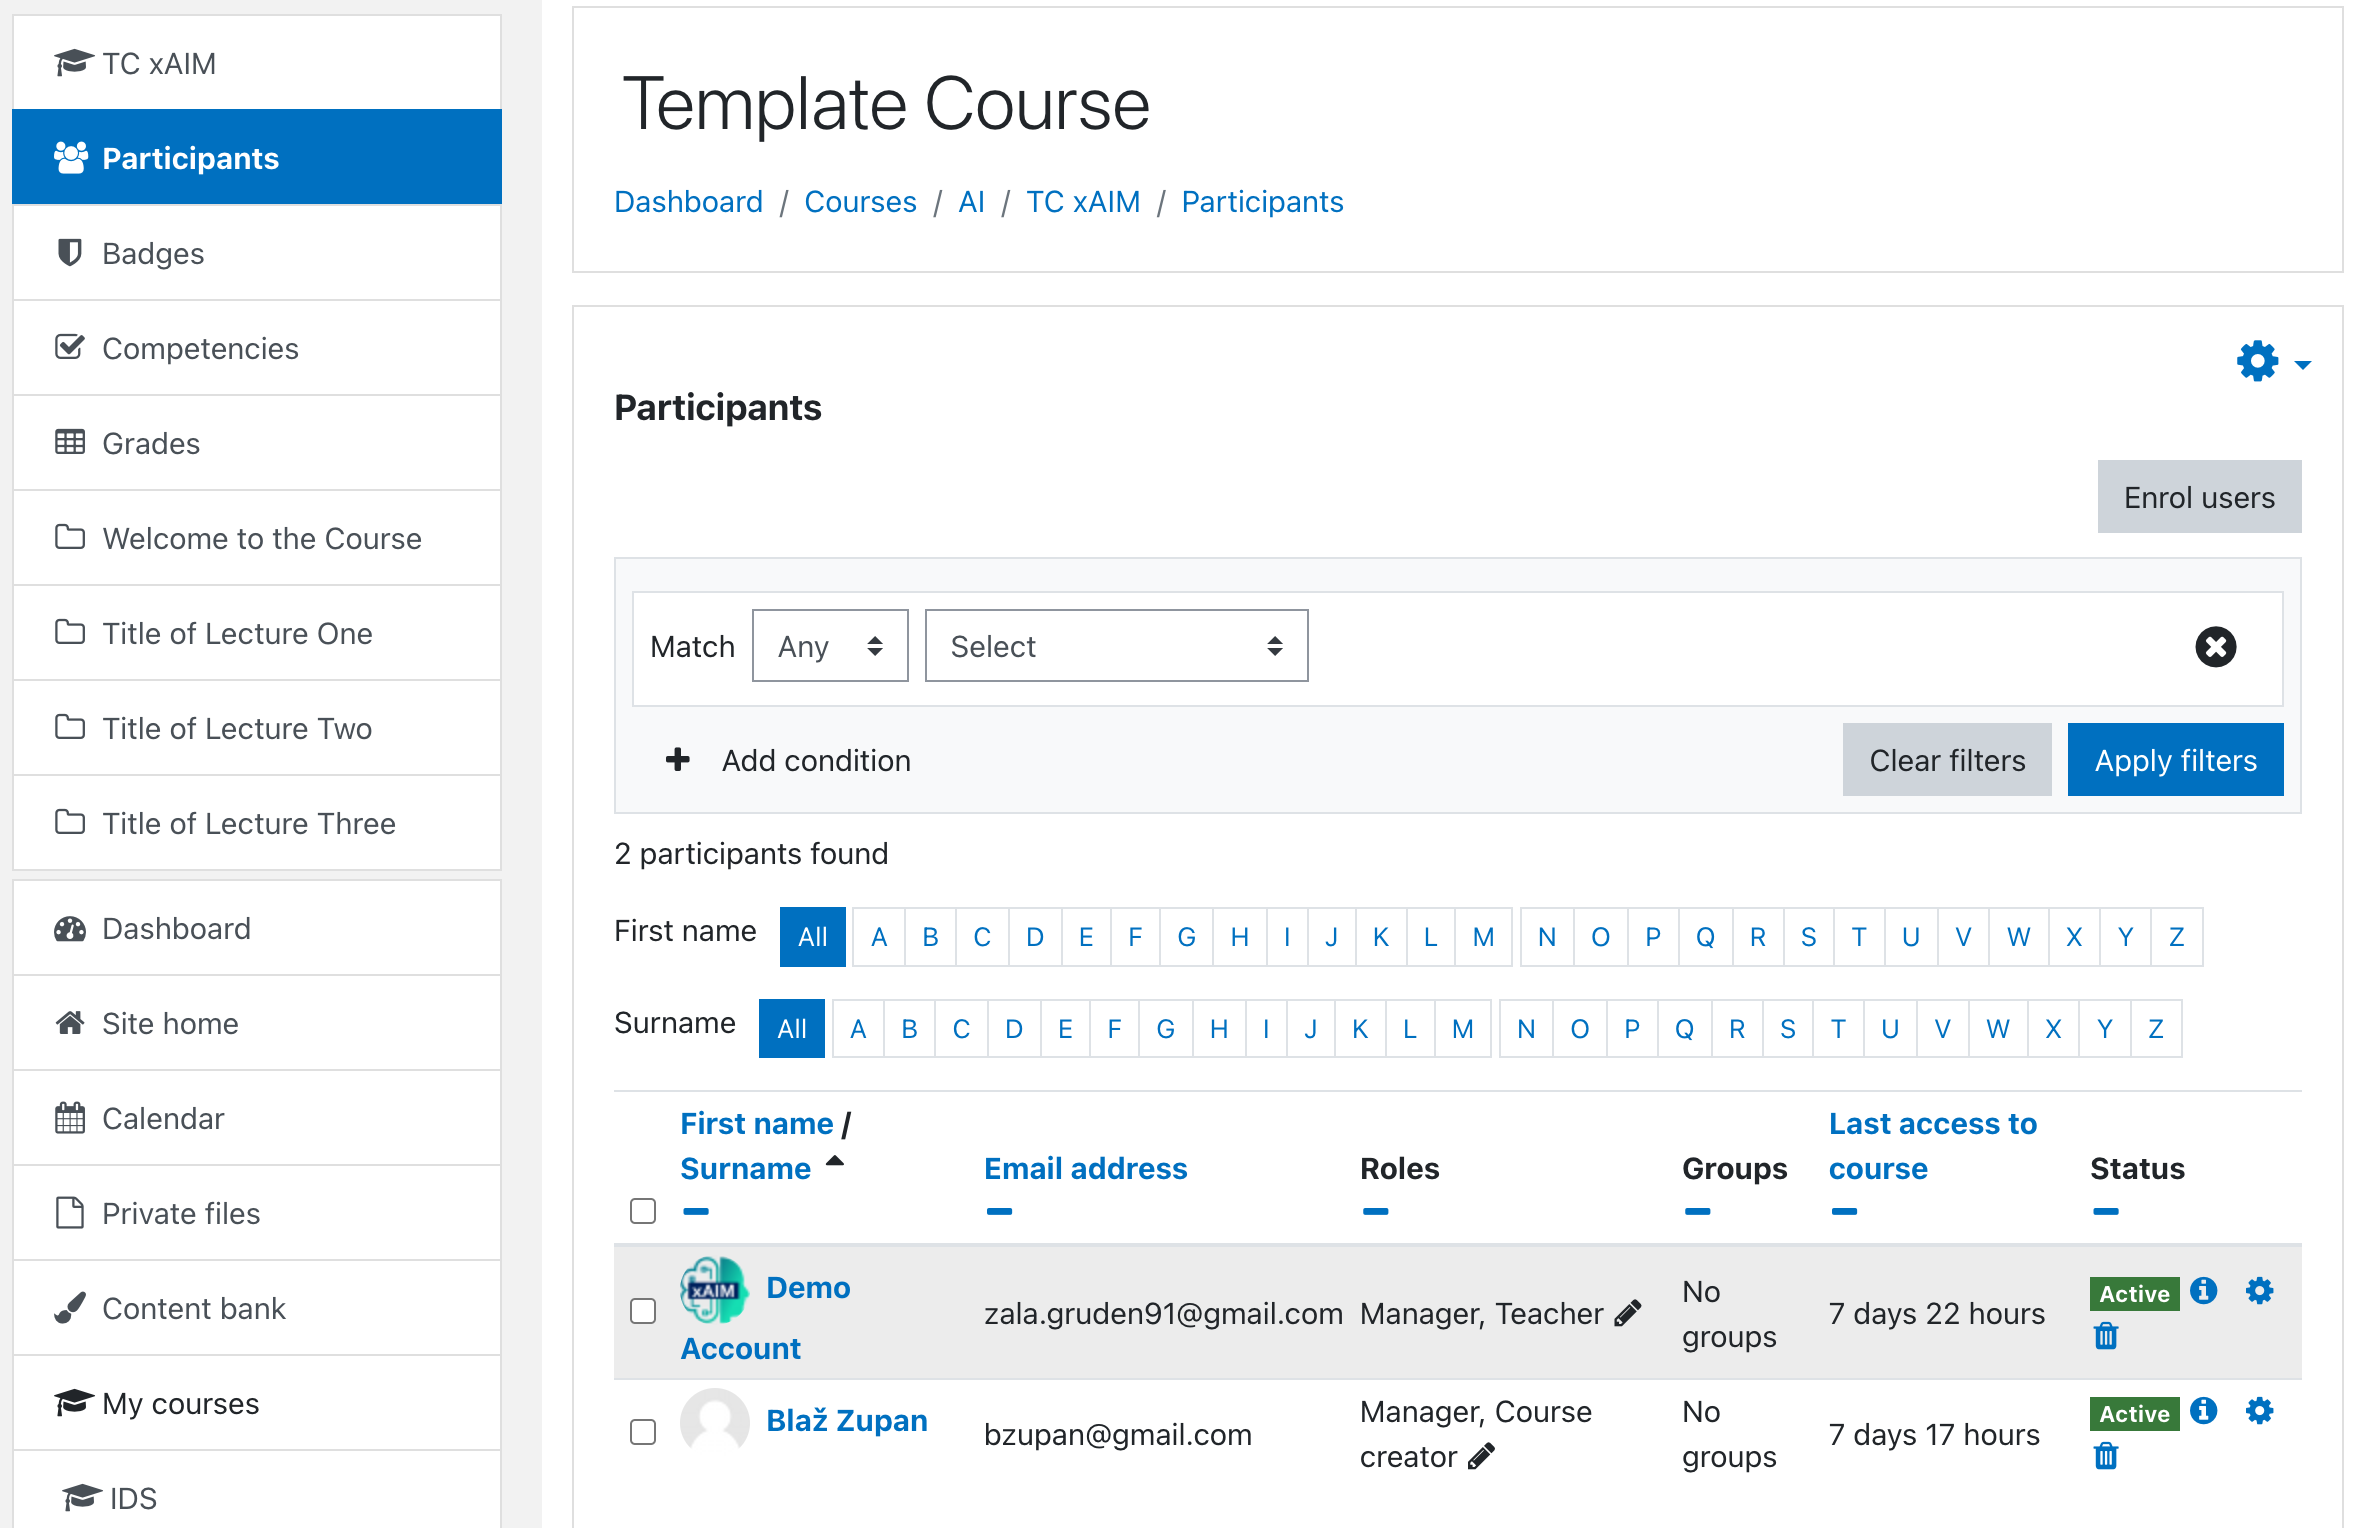 TC xAIM
Participants
Badges
Competencies
Grades
Welcome to the Course
Title of Lecture One
Title of Lecture Two
Title of Lecture Three
Dashboard
Site home
Calendar
Private files
Content bank
My courses
IDS
Template Course
Dashboard / Courses / AI / TC xAIM / Participants
Participants
Enrol users
Match Any Select
Add condition Clear filters Apply filters
2 participants found
First name All A B C D E F G H I J K L M N O P Q R S T U V W X Y Z
Surname All A B C D E F G H I J K L M N O P Q R S T U V W X Y Z
First name / Last access to
Surname Email address Roles Groups course Status
xAIM Demo No Active
zala.gruden91@gmail.com Manager, Teacher 7 days 22 hours
Account groups
Blaž Zupan Manager, Course No Active
bzupan@gmail.com 7 days 17 hours
creator groups